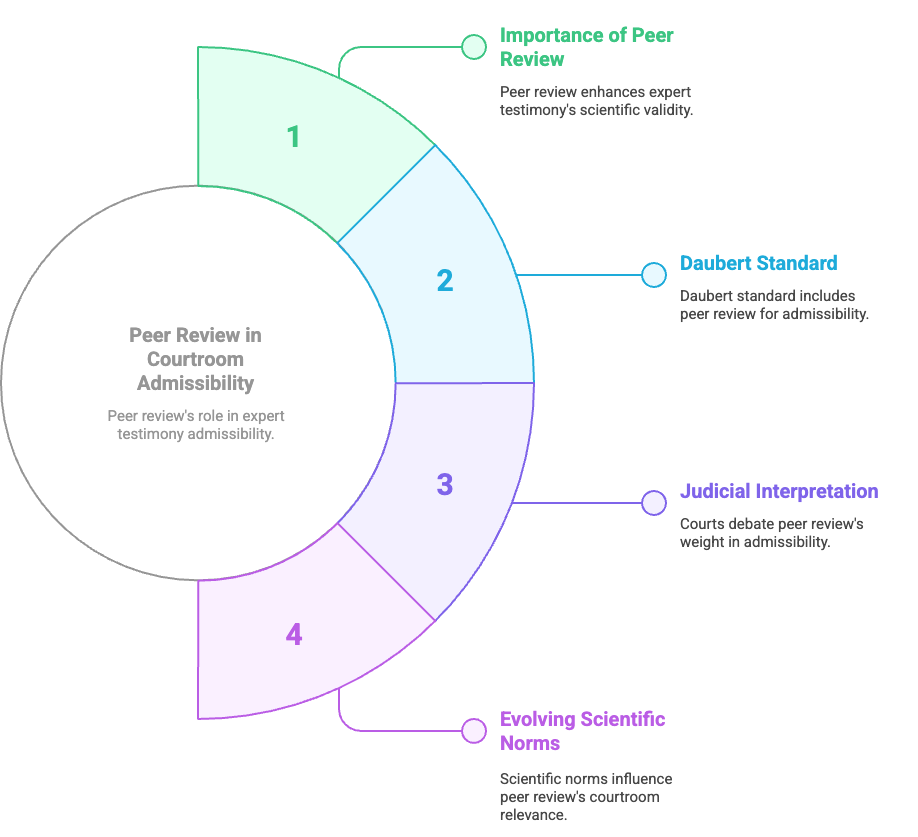 Importance of Peer
Review
Peer review enhances expert
testimony's scientific validity.
1
2
Daubert Standard
Daubert standard includes
peer review for admissibility.
Peer Review in
Courtroom
Admissibility
Peer review's role in expert
testimony admissibility.
3
Judicial Interpretation
Courts debate peer review's
weight in admissibility.
4
Evolving Scientific
Norms
Scientific norms influence
peer review's courtroom
relevance.